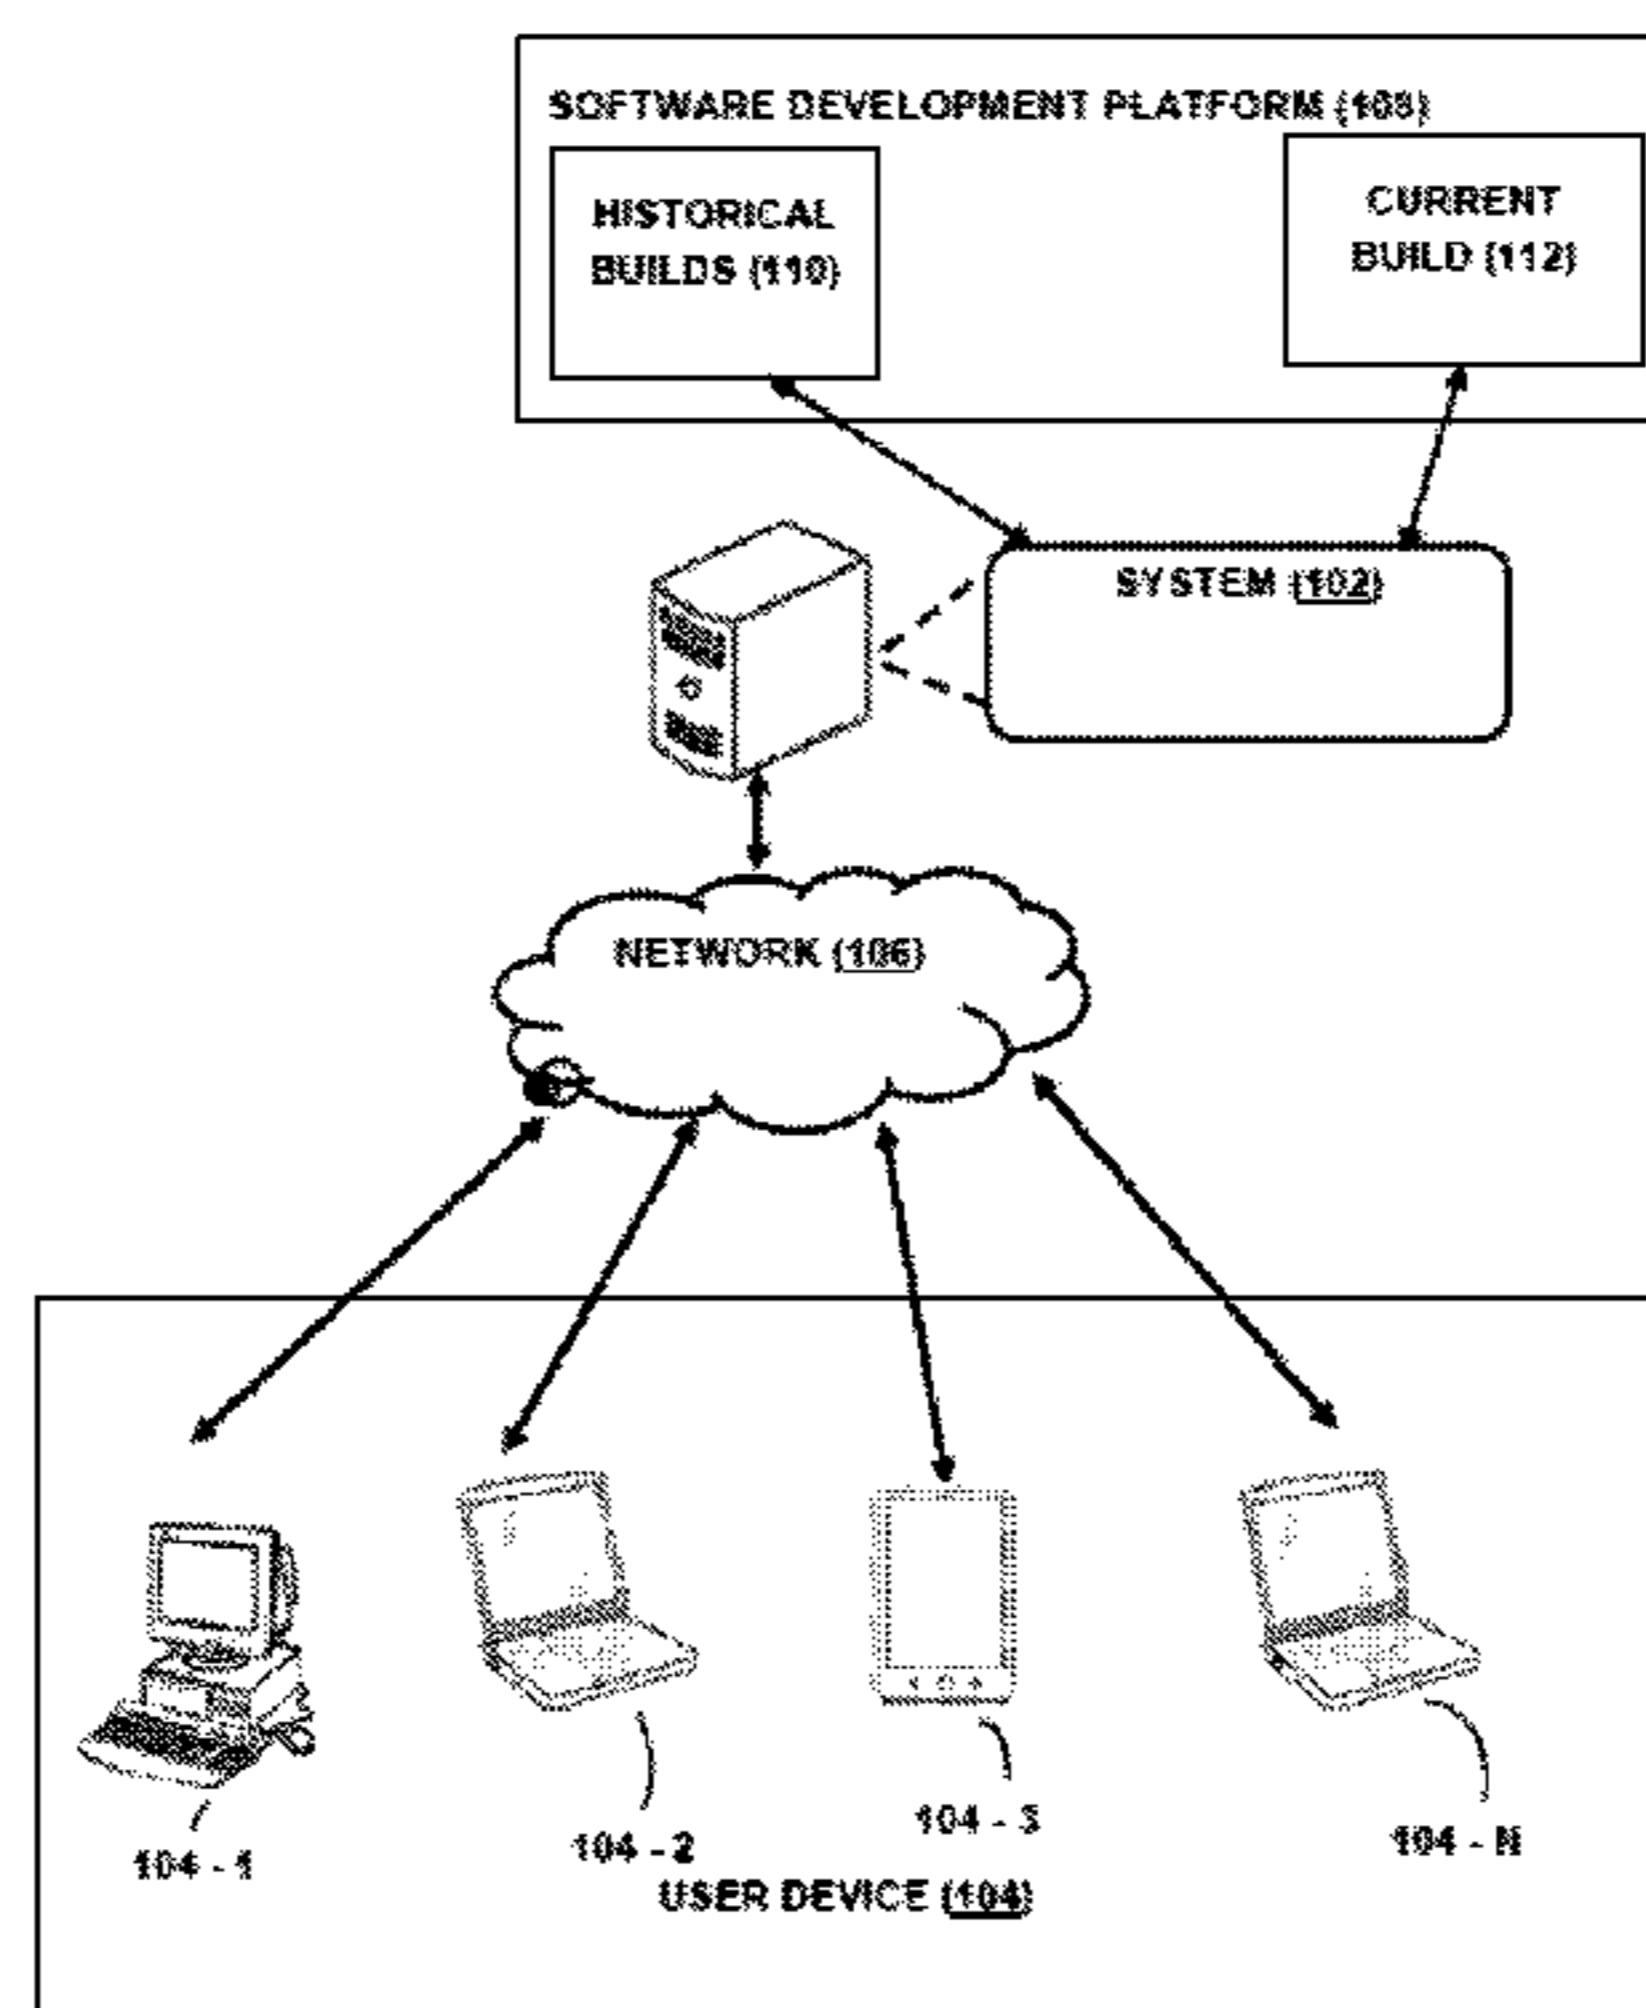 SOFTWARE DEVELOPMENT PLATFORM (108)
HISTORICAL
BUILDS (110)
CURRENT
BUILD (112)
SYSTEM (102)
NETWORK (106)
104 - 1
104 - 2
104 - 3
104 - N
USER DEVICE (104)